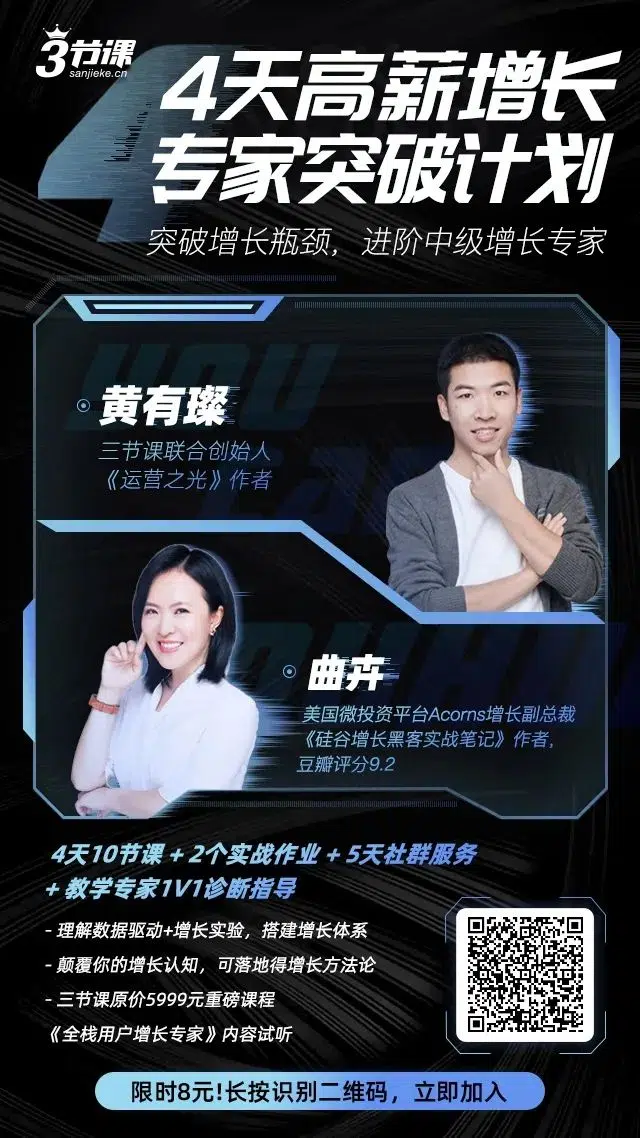 3节课
sanjieke.cn
4天高薪增长
专家突破计划
突破增长瓶颈，进阶中级增长专家
黄有璨
三节课联合创始人
《运营之光》作者
曲卉
美国微投资平台Acorns增长副总裁
《硅谷增长黑客实战笔记》作者，
豆瓣评分9.2
4天10节课 + 2个实战作业 + 5天社群服务
+ 教学专家1V1诊断指导
- 理解数据驱动+增长实验，搭建增长体系
- 颠覆你的增长认知，可落地得增长方法论
- 三节课原价5999元重磅课程
《全栈用户增长专家》内容试听
限时8元!长按识别二维码，立即加入